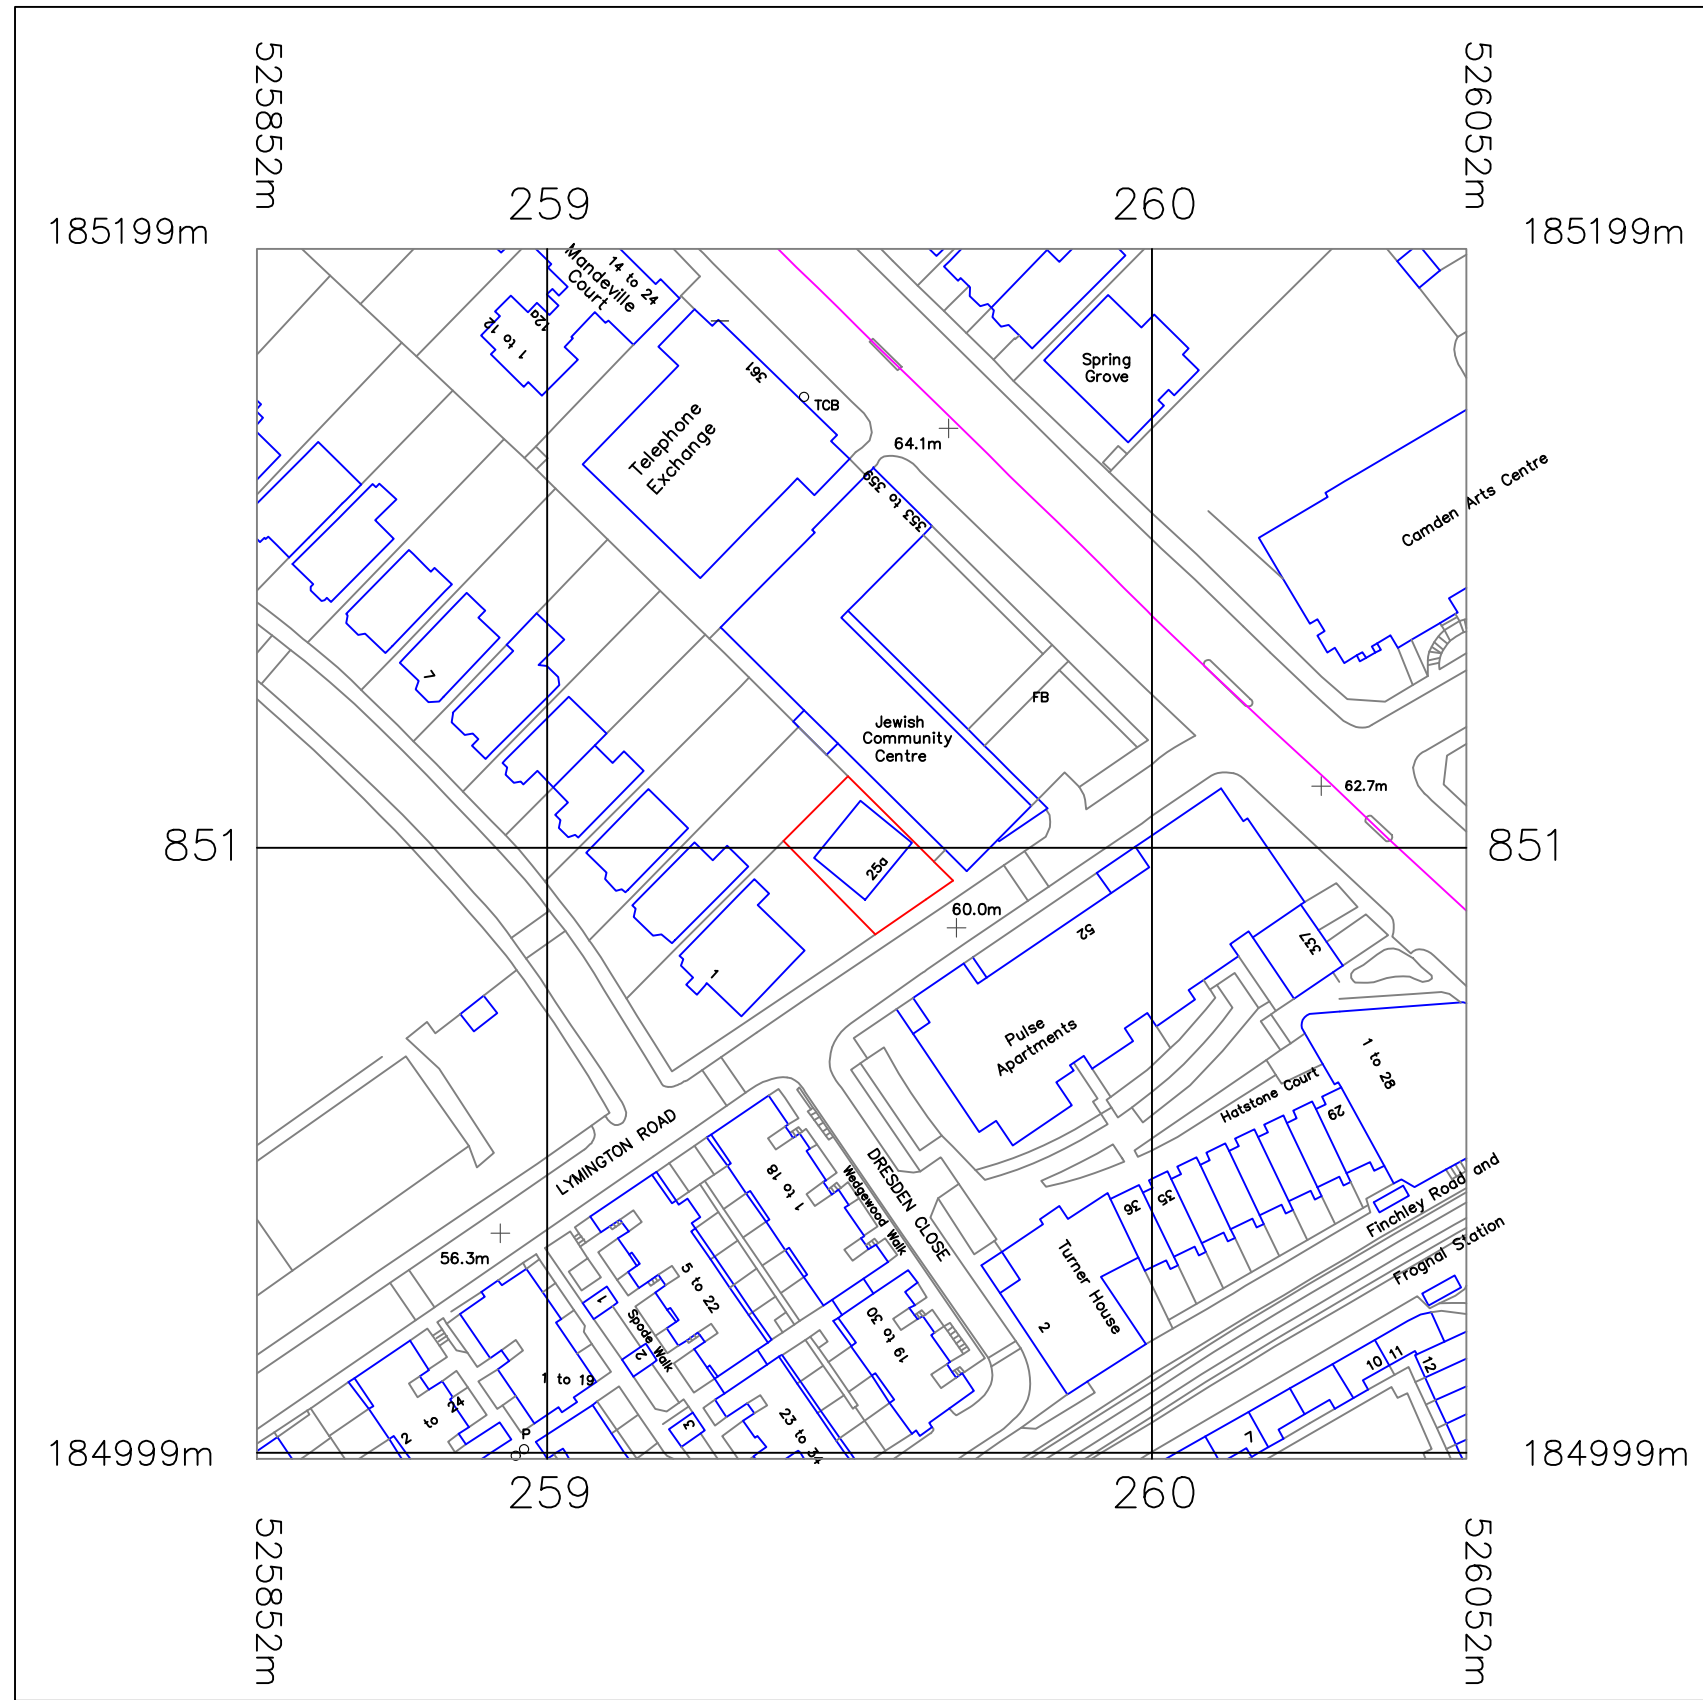 525852m
526052m
259
260
185199m
185199m
14 to 24
Mandeville
Court
12a
1 to 12
361
TCB
Telephone
Exchange
Spring
Grove
64.1m
353 to 359
Camden Arts Centre
7
FB
Jewish
Community
Centre
62.7m
851
851
25a
60.0m
52
337
1
Pulse
Apartments
1 to 28
Hatstone Court
29
LYMINGTON ROAD
DRESDEN CLOSE
Wedgewood Walk
1 to 18
36
35
Finchley Road and
Frognal Station
56.3m
5 to 22
Turner House
2
1
Spode Walk
2
19 to 30
10
11
12
1 to 19
2 to 24
3
23 to 34
7
184999m
184999m
259
260
525852m
526052m